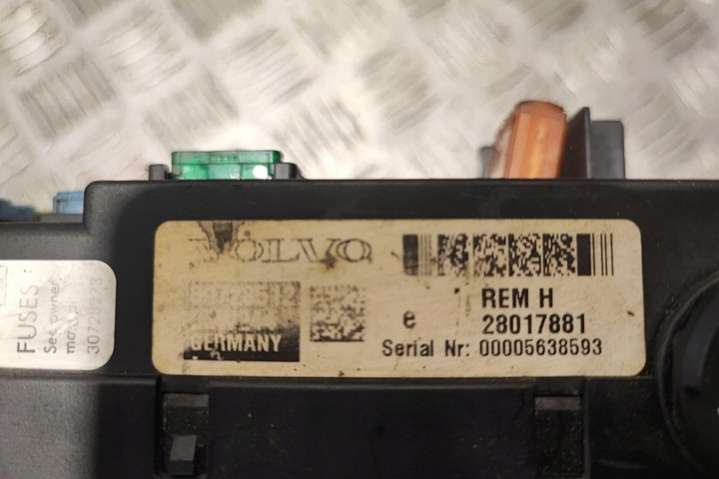 VOLVO
REM H
e 28017881
GERMANY
Serial Nr: 00005638593
FUSES